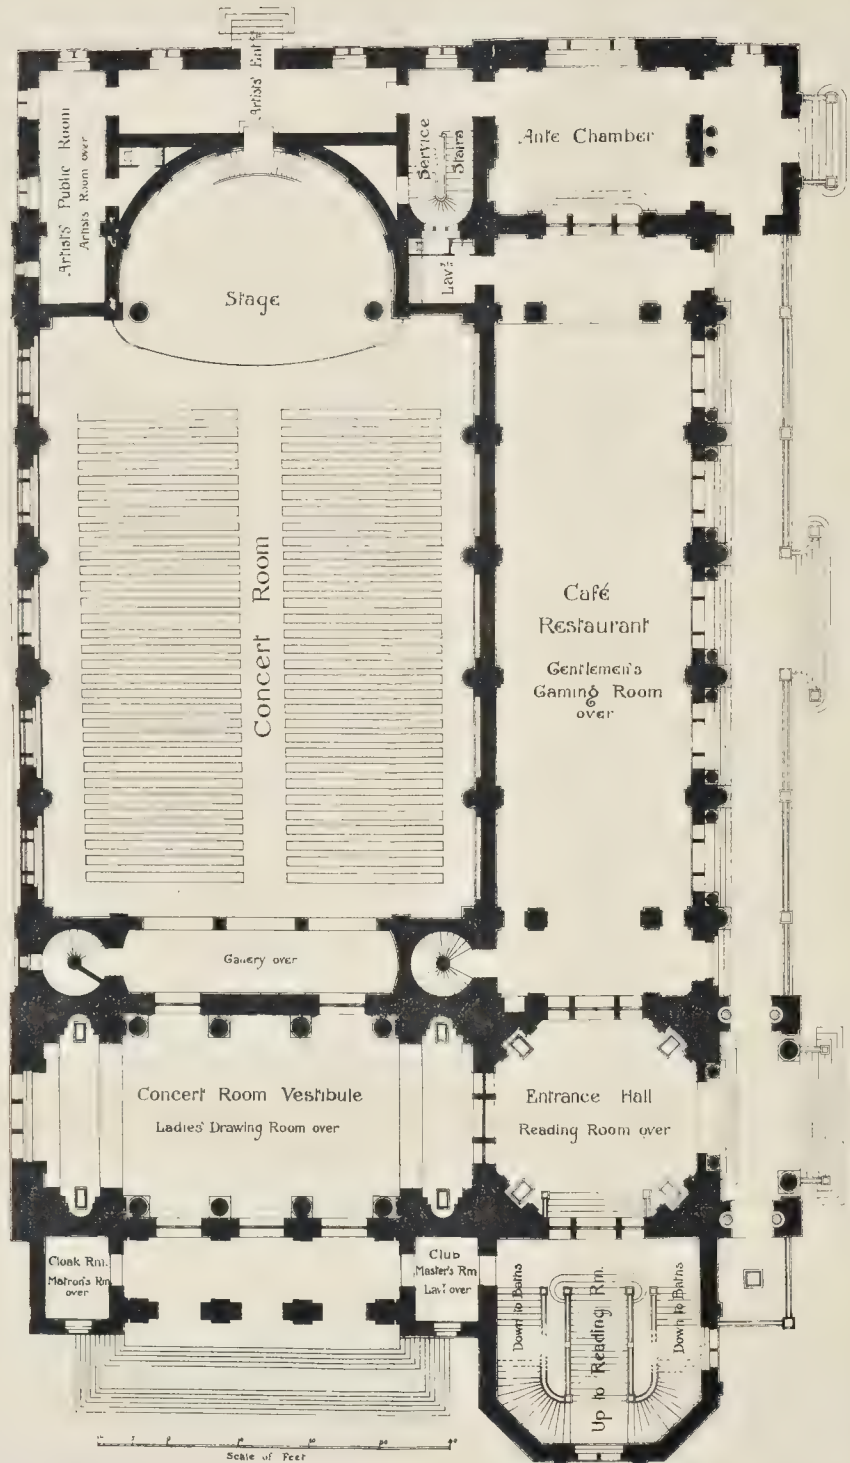 Artists' Ent.
Artists' Public Room
Artists Room over
Service
Stairs
Ante Chamber
Stage
Lav.
Concert Room
Café
Restaurant
Gentlemen's
Gaming Room
over
Gallery over
Concert Room Vestibule
Ladies' Drawing Room over
Entrance Hall
Reading Room over
Cloak Rm.
Matron's Rm
over
Club
Master's Rm
Lav. over
Down to Baths
Up to Reading Rm.
Down to Baths
Scale of Feet